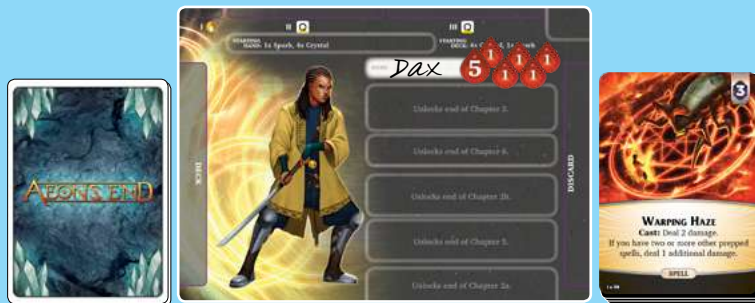 AEON'S END
I
II
III
STARTING HAND: 1x Spark, 4x Crystal
STARTING
DECK:
Dax
5
1
1
1
1
1
DECK
DISCARD
Unlocks end of Chapter 2.
Unlocks end of Chapter
Unlocks end of Chapter
Unlocks end of Chapter 5.
Unlocks end of Chapter 2a.
3
WARPING HAZE
Cast: Deal 2 damage.
If you have two or more other prepped
spells, deal 1 additional damage.
SPELL